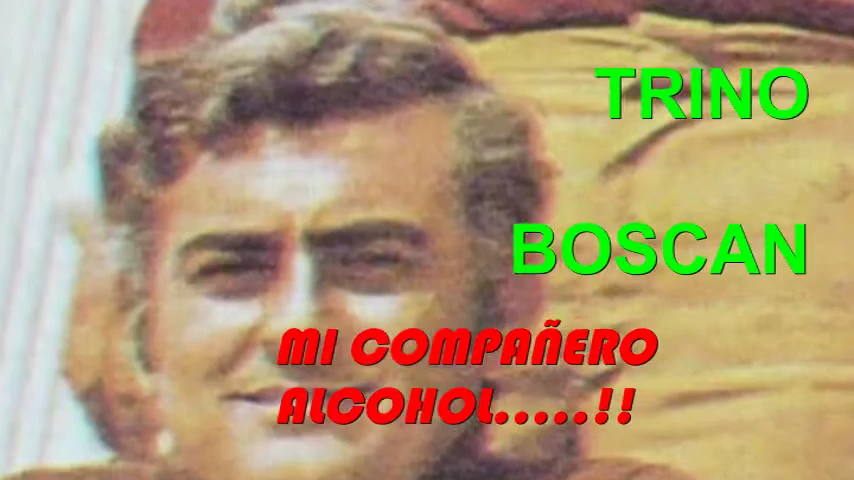 TRINO
BOSCAN
MI COMPAÑERO
ALCOHOL.....!!